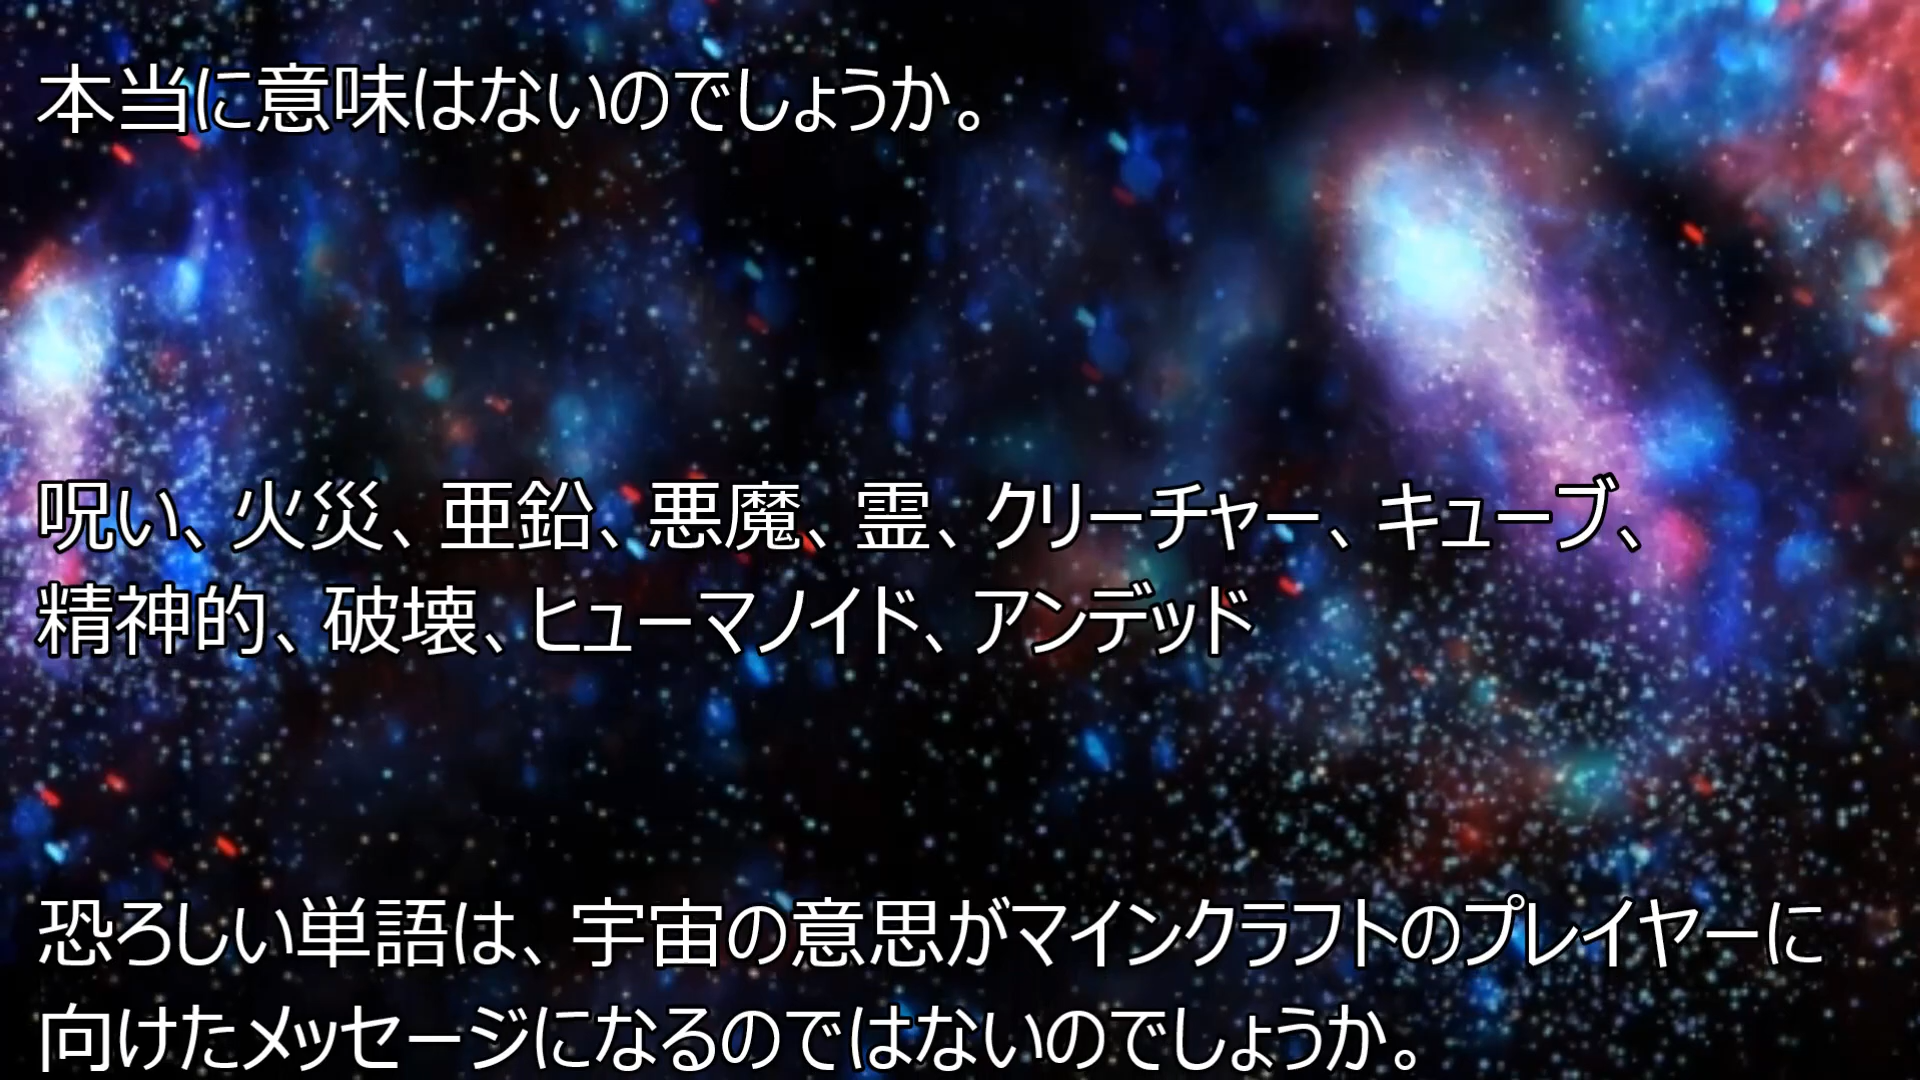 本当に意味はないのでしょうか。
呪い、火災、亜鉛、悪魔、霊、クリーチャー、キューブ、
精神的、破壊、ヒューマノイド、アンデッド
恐ろしい単語は、宇宙の意思がマインクラフトのプレイヤーに
向けたメッセージになるのではないのでしょうか。